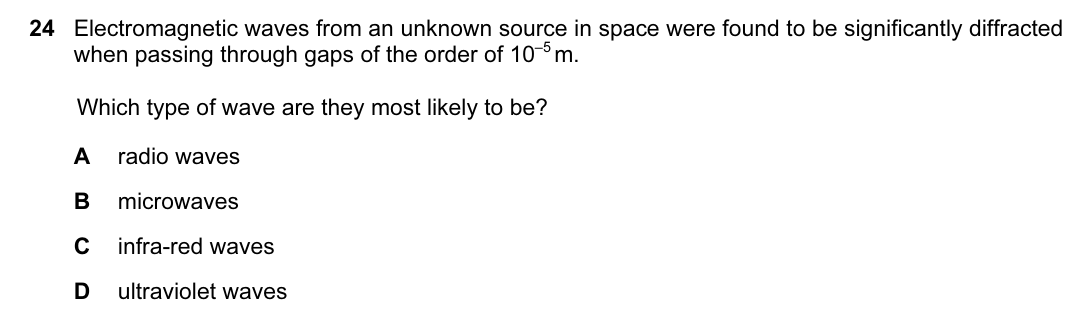 24 Electromagnetic waves from an unknown source in space were found to be significantly diffracted
when passing through gaps of the order of 10⁻⁵ m.
Which type of wave are they most likely to be?
A radio waves
B microwaves
C infra-red waves
D ultraviolet waves